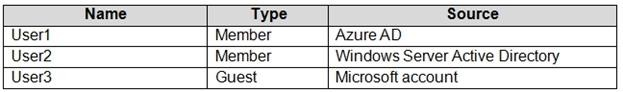 Name Type Source
User1 Member Azure AD
User2 Member Windows Server Active Directory
User3 Guest Microsoft account